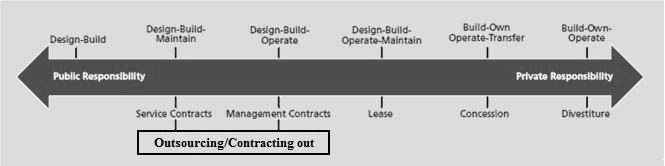 Design-Build
Design-Build-
Maintain
Design-Build-
Operate
Design-Build-
Operate-Maintain
Build-Own
Operate-Transfer
Build-Own-
Operate
Public Responsibility
Private Responsibility
Service Contracts
Management Contracts
Lease
Concession
Divestiture
Outsourcing/Contracting out